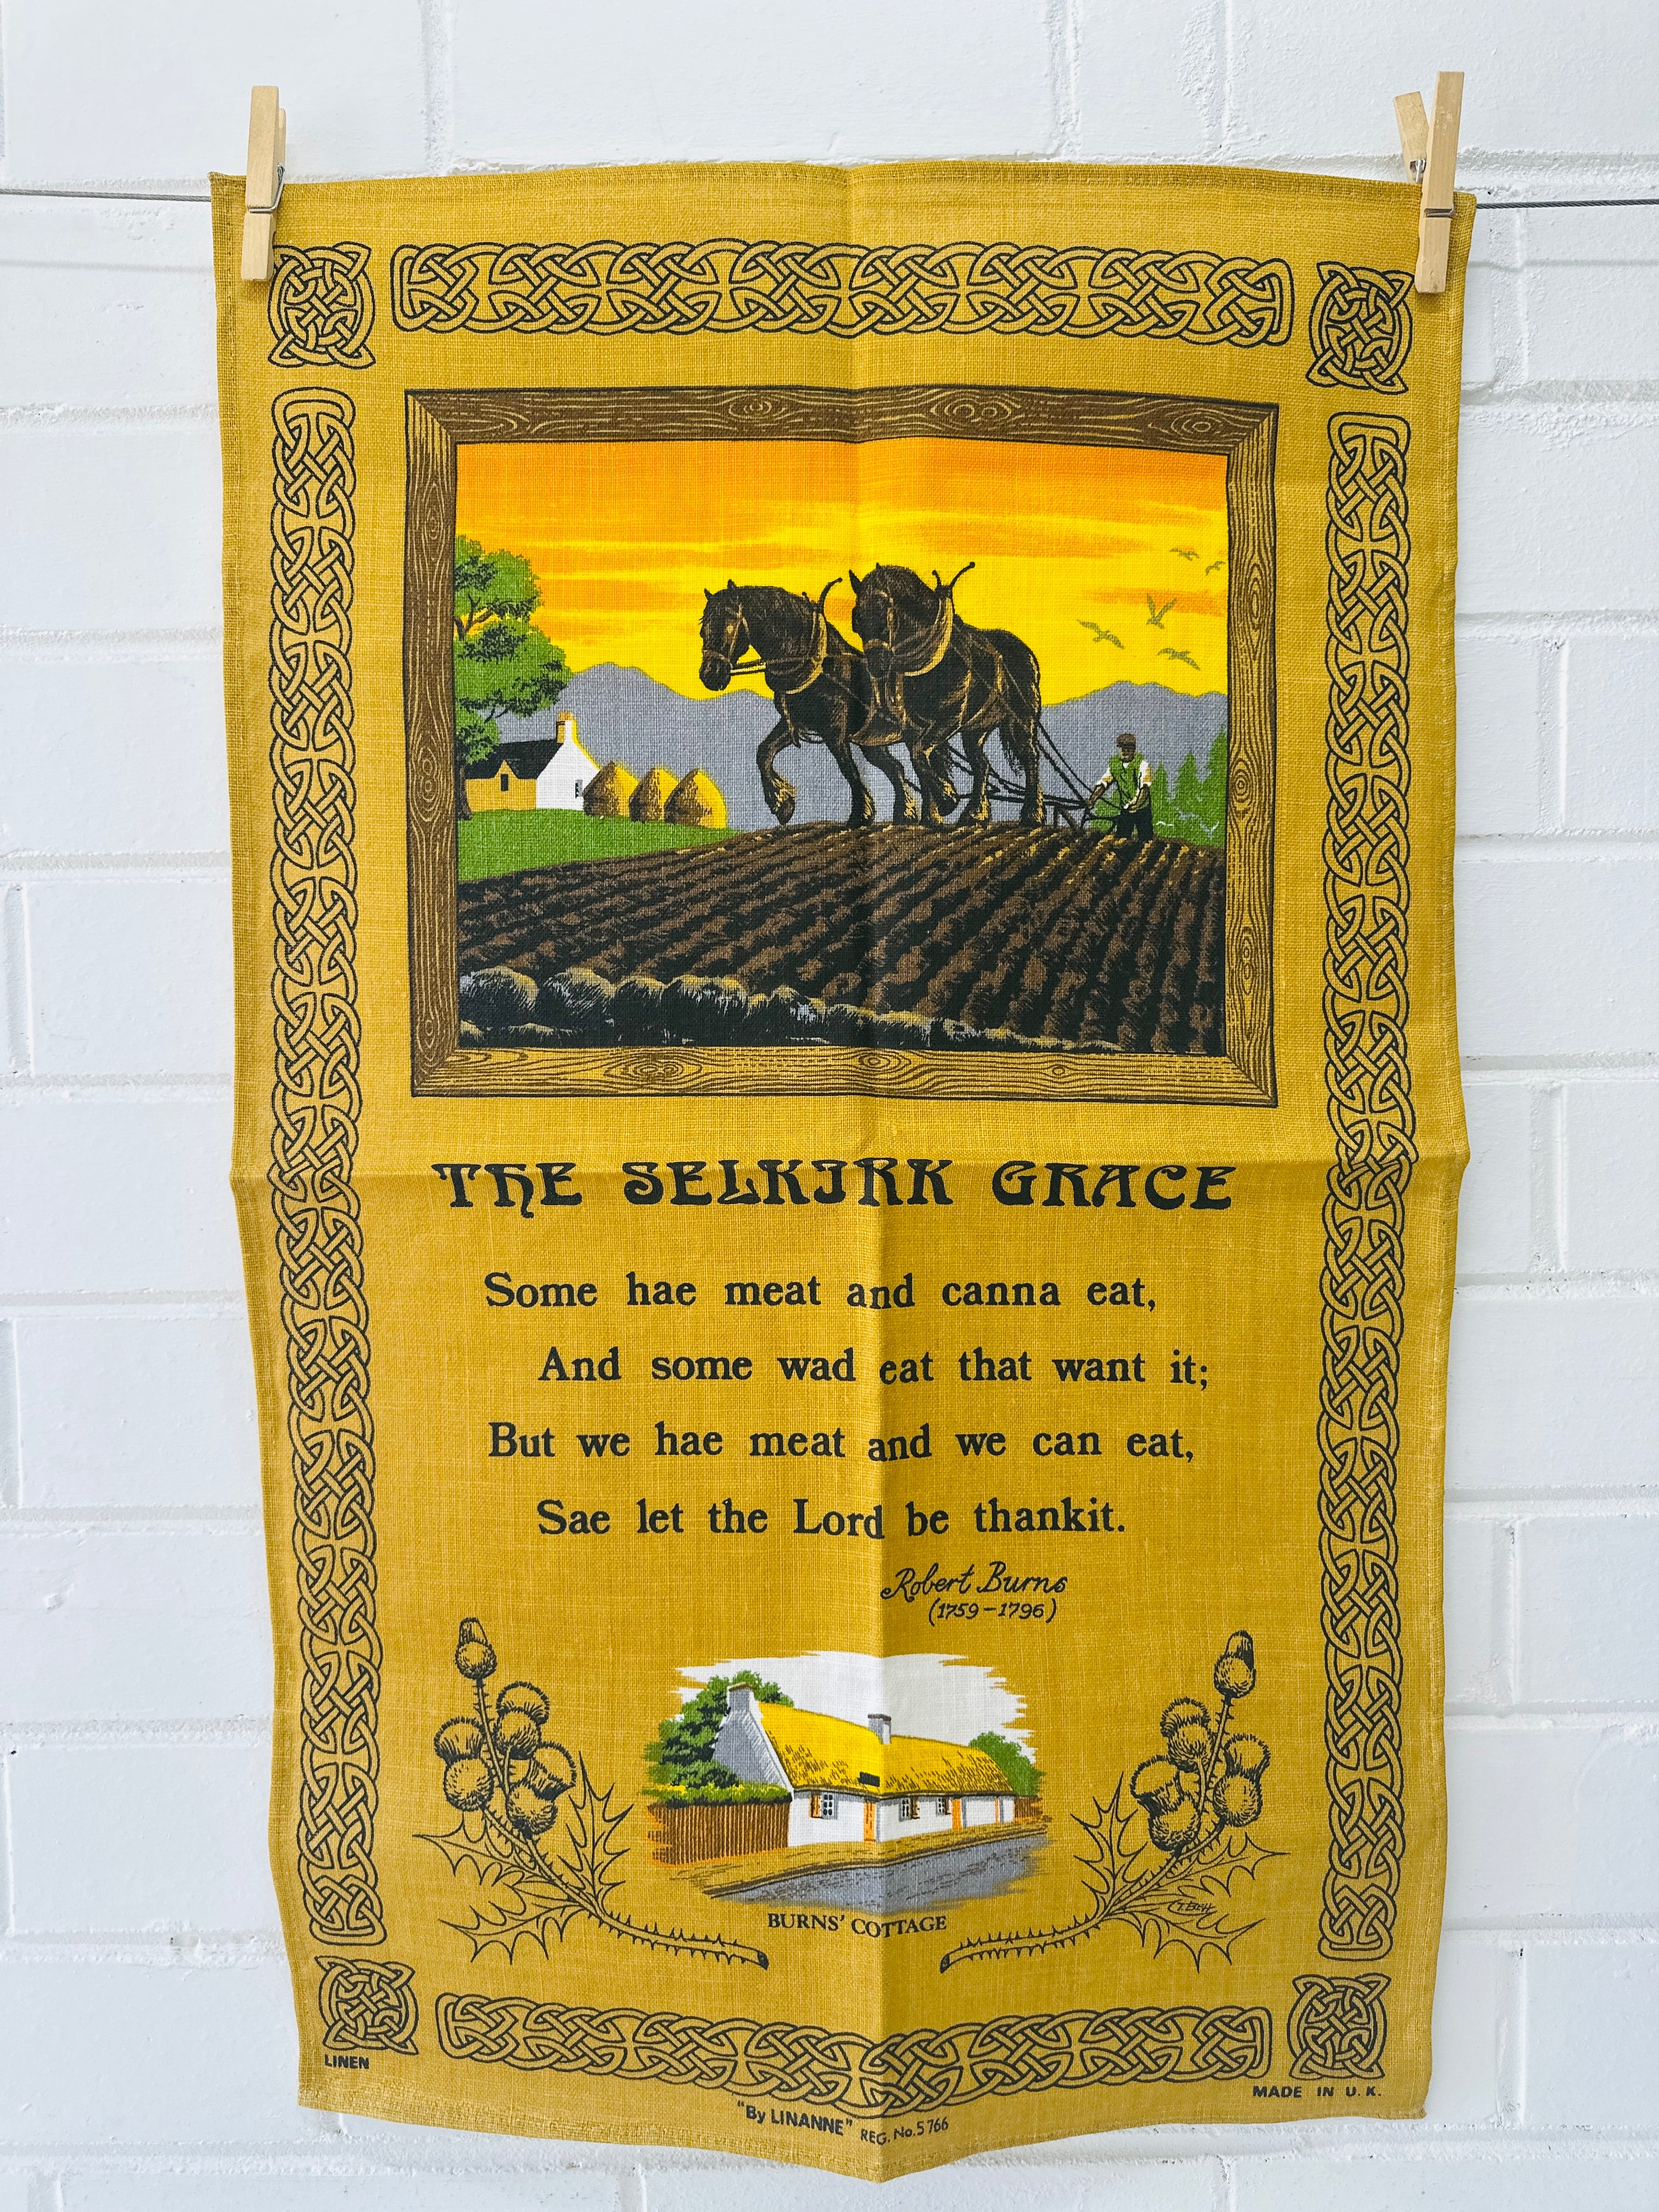 THE SELKIRK GRACE
Some hae meat and canna eat,
And some wad eat that want it;
But we hae meat and we can eat,
Sae let the Lord be thankit.
Robert Burns
(1759-1796)
BURNS' COTTAGE
LINEN
MADE IN U.K.
"By LINANNE" REG. No. 5766